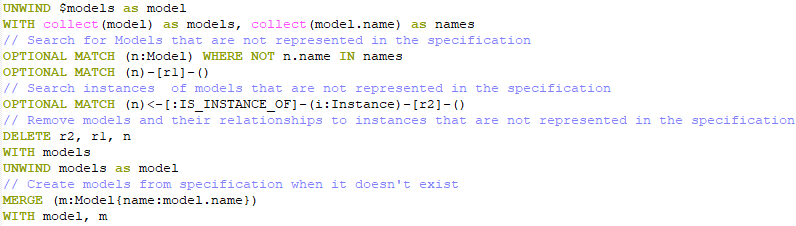 UNWIND $models as model
WITH collect(model) as models, collect(model.name) as names
// Search for Models that are not represented in the specification
OPTIONAL MATCH (n:Model) WHERE NOT n.name IN names
OPTIONAL MATCH (n)-[r1]-()
// Search instances  of models that are not represented in the specification
OPTIONAL MATCH (n)<-[:IS_INSTANCE_OF]-(i:Instance)-[r2]-()
// Remove models and their relationships to instances that are not represented in the specification
DELETE r2, r1, n
WITH models
UNWIND models as model
// Create models from specification when it doesn't exist
MERGE (m:Model{name:model.name})
WITH model, m